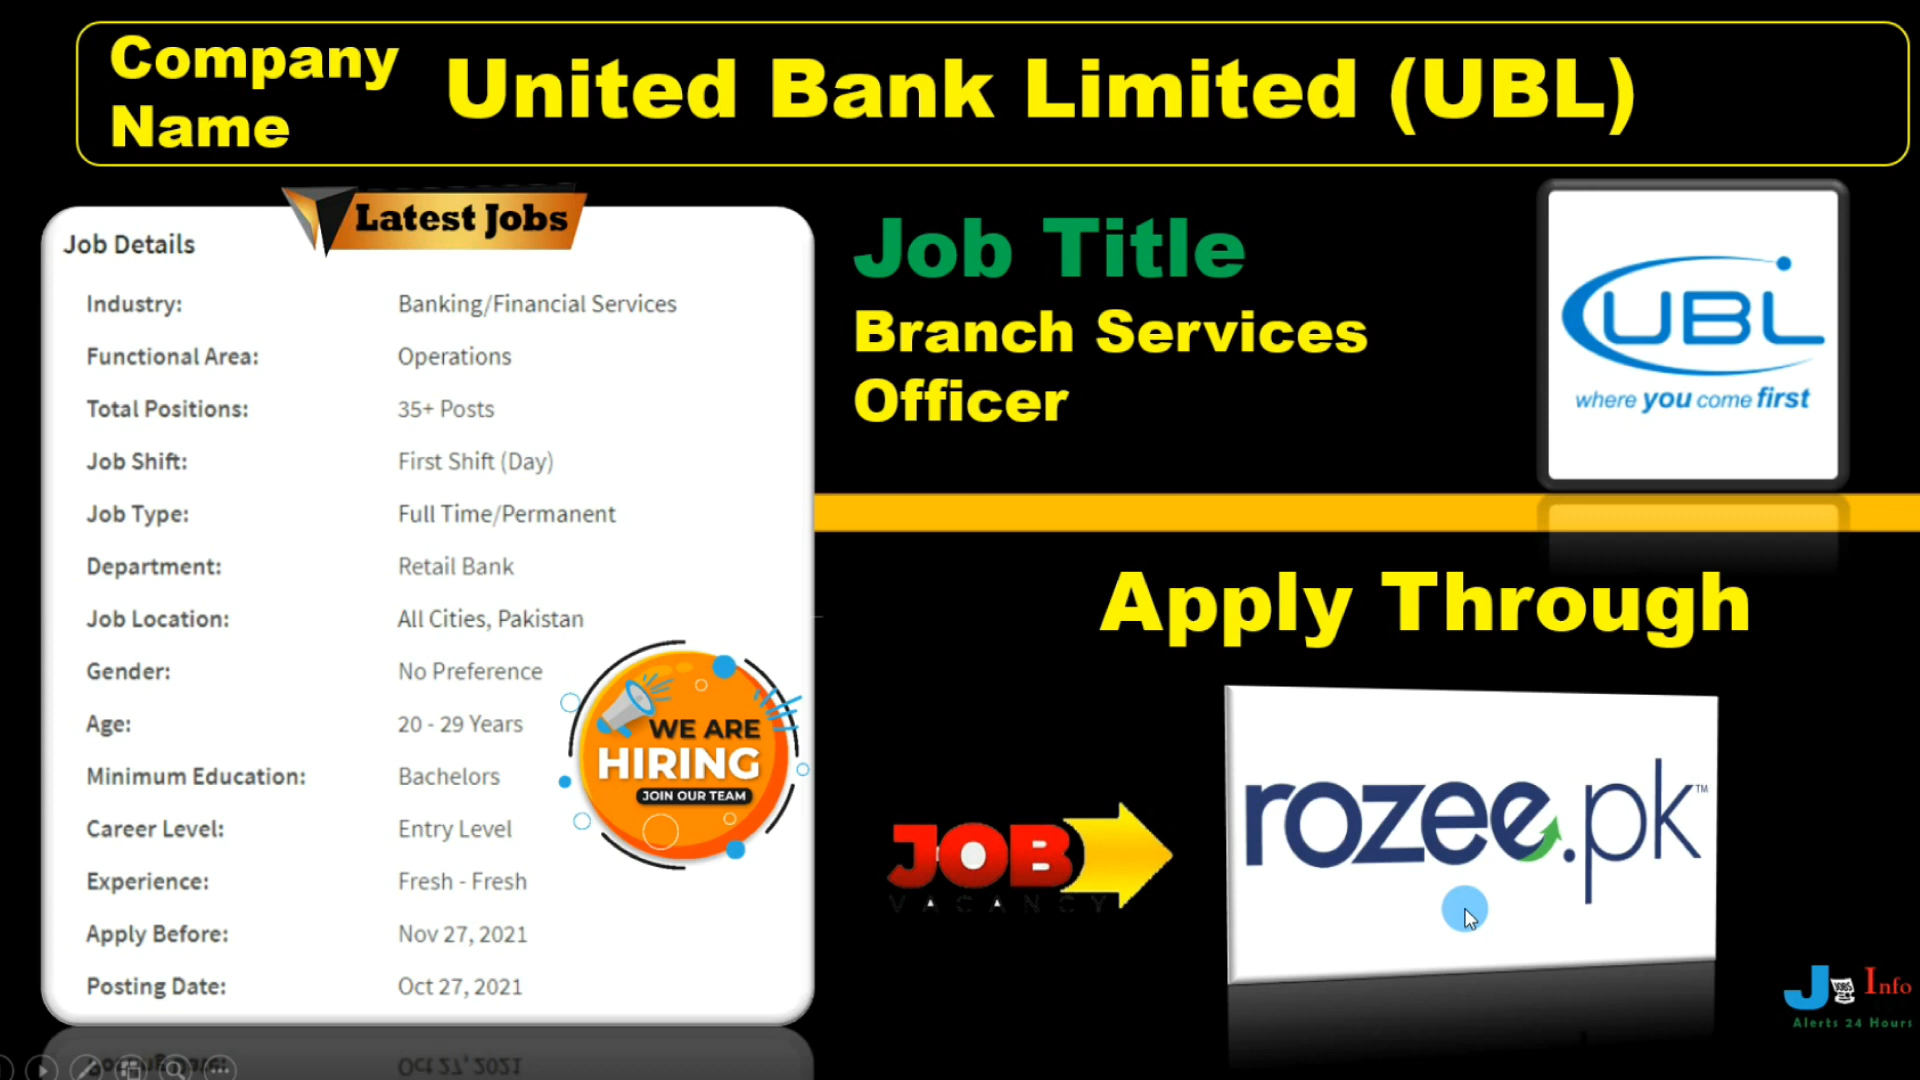 Company
Name
United Bank Limited (UBL)
Latest Jobs
Job Details
Industry: Banking/Financial Services
Functional Area: Operations
Total Positions: 35+ Posts
Job Shift: First Shift (Day)
Job Type: Full Time/Permanent
Department: Retail Bank
Job Location: All Cities, Pakistan
Gender: No Preference
Age: 20 - 29 Years
Minimum Education: Bachelors
Career Level: Entry Level
Experience: Fresh - Fresh
Apply Before: Nov 27, 2021
Posting Date: Oct 27, 2021
WE ARE
HIRING
JOIN OUR TEAM
Job Title
Branch Services
Officer
UBL
where you come first
Apply Through
JOB
VACANCY
rozee.pk™
J JOBS Info
Alerts 24 Hours